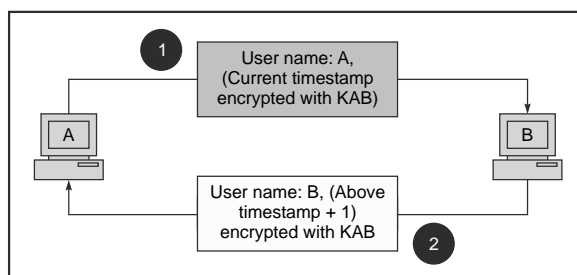 1
User name: A,
(Current timestamp
encrypted with KAB)
A
B
User name: B, (Above
timestamp + 1)
encrypted with KAB
2